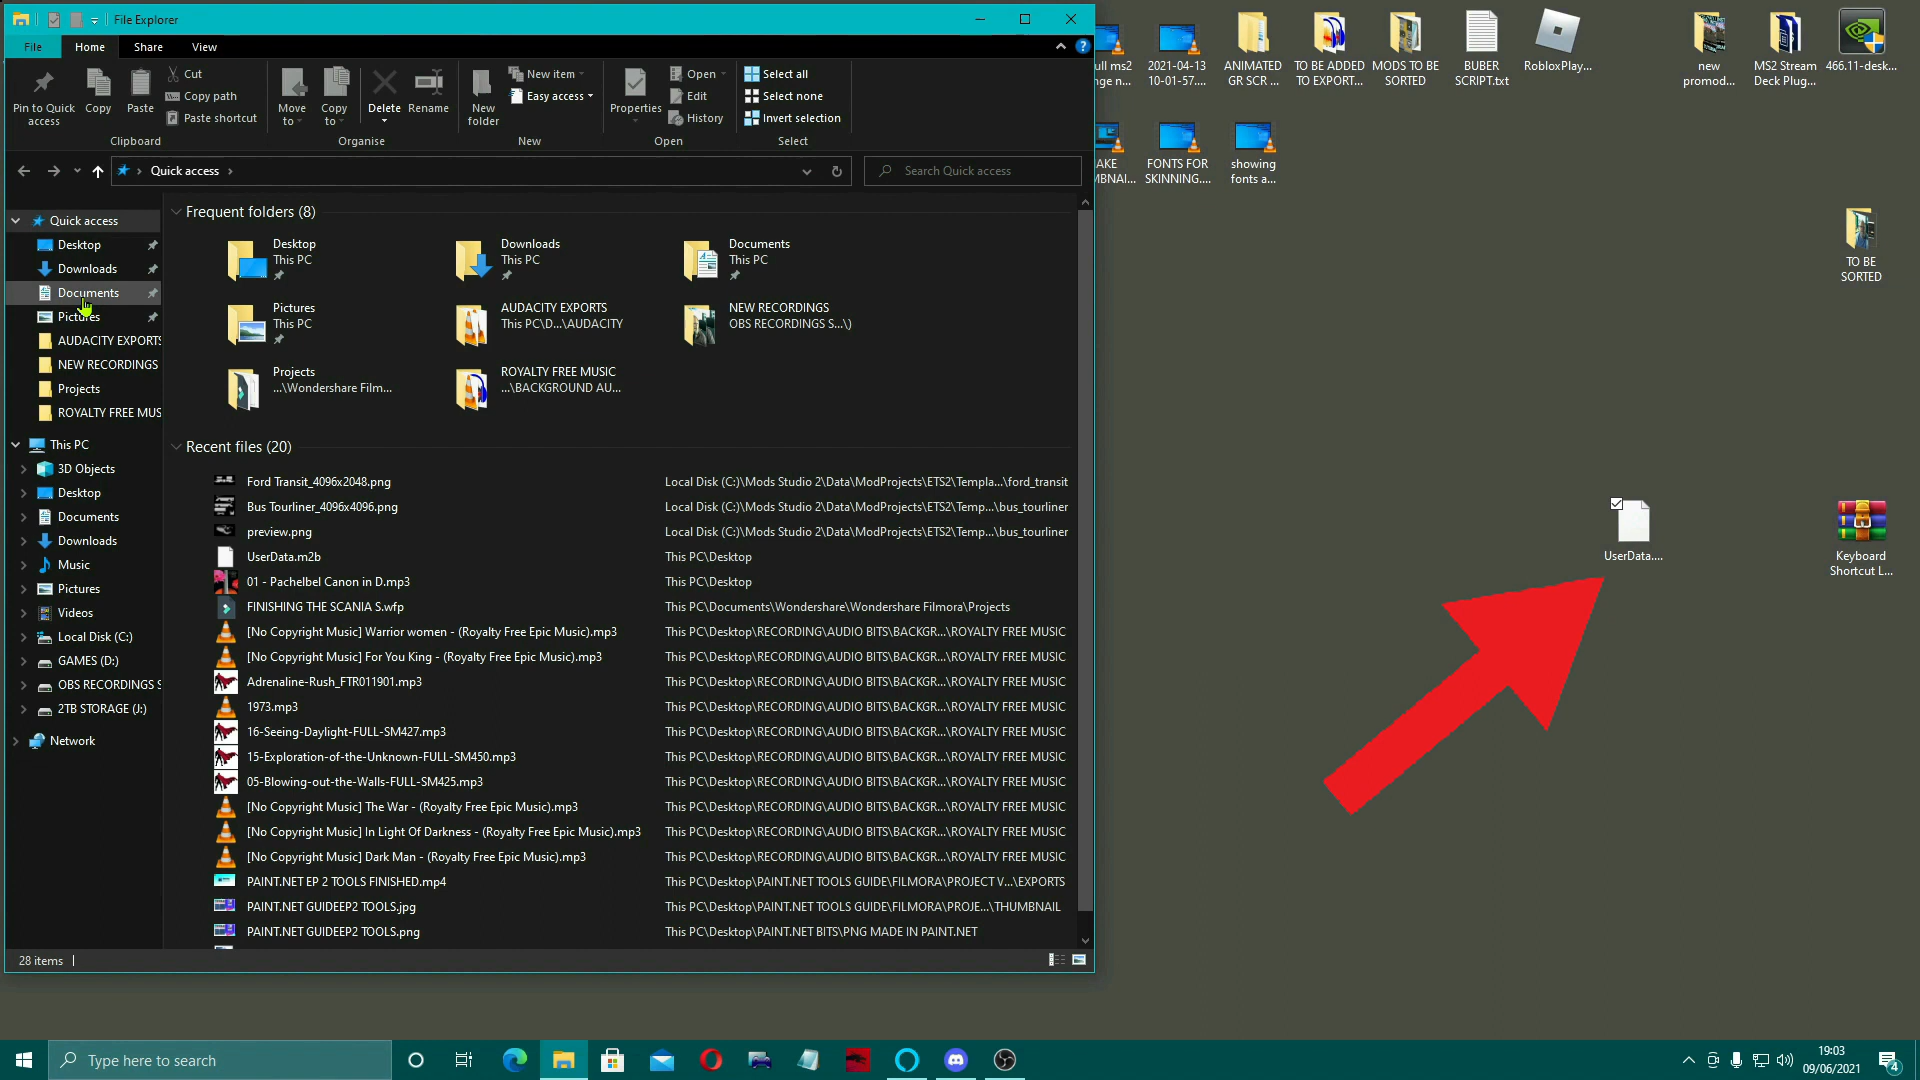 File Explorer
File
Home
Share
View
Pin to Quick access
Copy
Paste
Cut
Copy path
Paste shortcut
Clipboard
Move to
Copy to
Delete
Rename
Organise
New folder
New item
Easy access
New
Properties
Open
Edit
History
Open
Select all
Select none
Invert selection
Select
Quick access
Search Quick access
Quick access
Desktop
Downloads
Documents
Pictures
AUDACITY EXPORTS
NEW RECORDINGS
Projects
ROYALTY FREE MUS
This PC
3D Objects
Desktop
Documents
Downloads
Music
Pictures
Videos
Local Disk (C:)
GAMES (D:)
OBS RECORDINGS S
2TB STORAGE (J:)
Network
Frequent folders (8)
Desktop
This PC
Downloads
This PC
Documents
This PC
Pictures
This PC
AUDACITY EXPORTS
This PC\D...\AUDACITY
NEW RECORDINGS
OBS RECORDINGS S...\)
Projects
...\Wondershare Film...
ROYALTY FREE MUSIC
...\BACKGROUND AU...
Recent files (20)
Ford Transit_4096x2048.png Local Disk (C:)\Mods Studio 2\Data\ModProjects\ETS2\Templa...\ford_transit
Bus Tourliner_4096x4096.png Local Disk (C:)\Mods Studio 2\Data\ModProjects\ETS2\Temp...\bus_tourliner
preview.png Local Disk (C:)\Mods Studio 2\Data\ModProjects\ETS2\Temp...\bus_tourliner
UserData.m2b This PC\Desktop
01 - Pachelbel Canon in D.mp3 This PC\Desktop
FINISHING THE SCANIA S.wfp This PC\Documents\Wondershare\Wondershare Filmora\Projects
[No Copyright Music] Warrior women - (Royalty Free Epic Music).mp3 This PC\Desktop\RECORDING\AUDIO BITS\BACKGR...\ROYALTY FREE MUSIC
[No Copyright Music] For You King - (Royalty Free Epic Music).mp3 This PC\Desktop\RECORDING\AUDIO BITS\BACKGR...\ROYALTY FREE MUSIC
Adrenaline-Rush_FTR011901.mp3 This PC\Desktop\RECORDING\AUDIO BITS\BACKGR...\ROYALTY FREE MUSIC
1973.mp3 This PC\Desktop\RECORDING\AUDIO BITS\BACKGR...\ROYALTY FREE MUSIC
16-Seeing-Daylight-FULL-SM427.mp3 This PC\Desktop\RECORDING\AUDIO BITS\BACKGR...\ROYALTY FREE MUSIC
15-Exploration-of-the-Unknown-FULL-SM450.mp3 This PC\Desktop\RECORDING\AUDIO BITS\BACKGR...\ROYALTY FREE MUSIC
05-Blowing-out-the-Walls-FULL-SM425.mp3 This PC\Desktop\RECORDING\AUDIO BITS\BACKGR...\ROYALTY FREE MUSIC
[No Copyright Music] The War - (Royalty Free Epic Music).mp3 This PC\Desktop\RECORDING\AUDIO BITS\BACKGR...\ROYALTY FREE MUSIC
[No Copyright Music] In Light Of Darkness - (Royalty Free Epic Music).mp3 This PC\Desktop\RECORDING\AUDIO BITS\BACKGR...\ROYALTY FREE MUSIC
[No Copyright Music] Dark Man - (Royalty Free Epic Music).mp3 This PC\Desktop\RECORDING\AUDIO BITS\BACKGR...\ROYALTY FREE MUSIC
PAINT.NET EP 2 TOOLS FINISHED.mp4 This PC\Desktop\PAINT.NET TOOLS GUIDE\FILMORA\PROJECT V...\EXPORTS
PAINT.NET GUIDEEP2 TOOLS.jpg This PC\Desktop\PAINT.NET TOOLS GUIDE\FILMORA\PROJE...\THUMBNAIL
PAINT.NET GUIDEEP2 TOOLS.png This PC\Desktop\PAINT.NET BITS\PNG MADE IN PAINT.NET
28 items
ull ms2
nge n...
2021-04-13
10-01-57....
ANIMATED
GR SCR ...
TO BE ADDED
TO EXPORT...
MODS TO BE
SORTED
BUBER
SCRIPT.txt
RobloxPlay...
new
promod...
MS2 Stream
Deck Plug...
466.11-desk...
AKE
MBNAI...
FONTS FOR
SKINNING....
showing
fonts a...
TO BE
SORTED
UserData....
Keyboard
Shortcut L...
Type here to search
19:03
09/06/2021
4